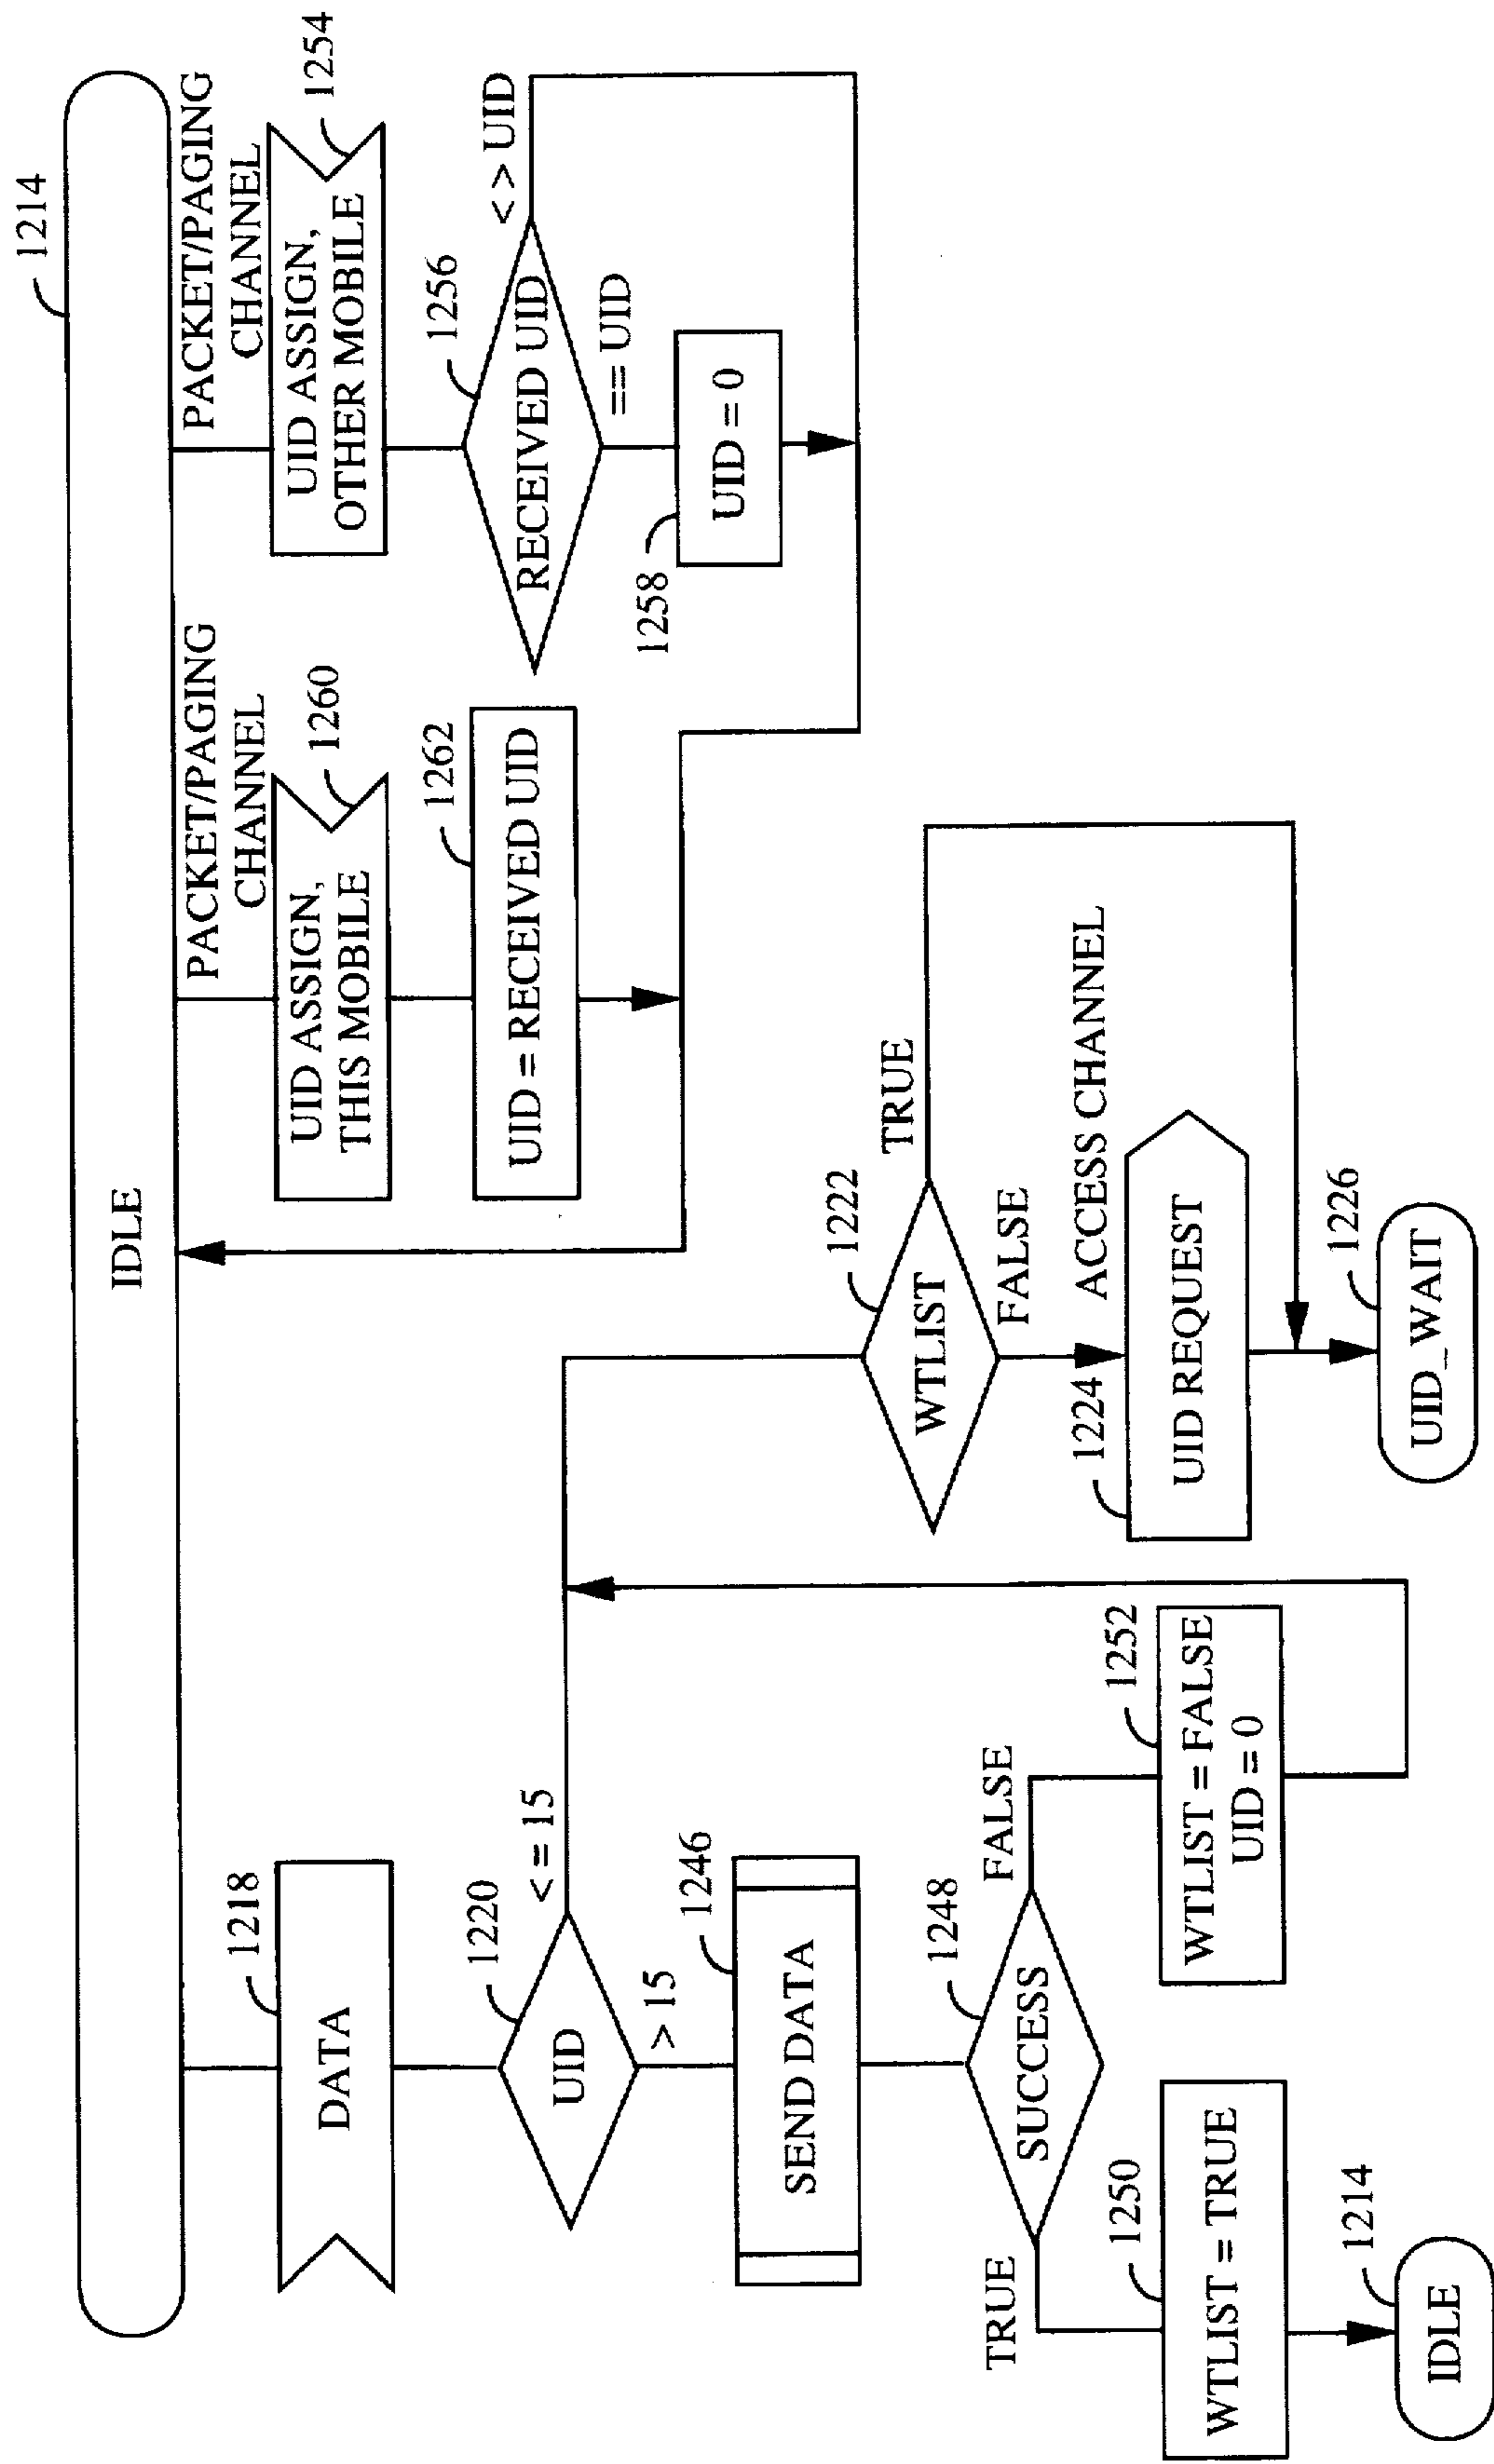 1214
IDLE
PACKET/PAGING
CHANNEL
PACKET/PAGING
CHANNEL
1218
DATA
UID ASSIGN,
THIS MOBILE
1260
UID ASSIGN,
OTHER MOBILE
1254
1220
UID
< = 15
> 15
1262
UID = RECEIVED UID
1256
RECEIVED UID
< > UID
== UID
1258
UID = 0
1246
SEND DATA
1222
WTLIST
TRUE
FALSE
1248
SUCCESS
TRUE
FALSE
1224
ACCESS CHANNEL
UID REQUEST
1250
WTLIST = TRUE
1252
WTLIST = FALSE
UID = 0
1214
IDLE
1226
UID_WAIT